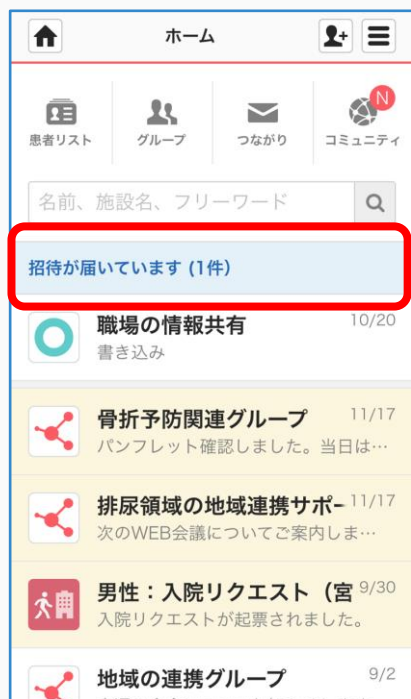 ホーム
患者リスト
グループ
つながり
コミュニティ
N
名前、施設名、フリーワード
招待が届いています (1件)
職場の情報共有
10/20
書き込み
骨折予防関連グループ
11/17
パンフレット確認しました。当日は…
排尿領域の地域連携サポー
11/17
次のWEB会議についてご案内しま…
男性：入院リクエスト（宮
9/30
入院リクエストが起票されました。
地域の連携グループ
9/2